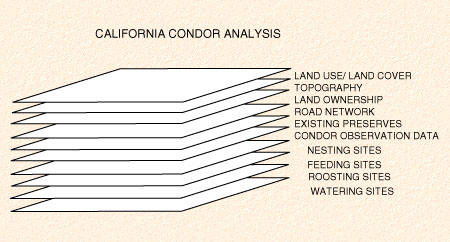 CALIFORNIA CONDOR ANALYSIS
LAND USE/ LAND COVER
TOPOGRAPHY
LAND OWNERSHIP
ROAD NETWORK
EXISTING PRESERVES
CONDOR OBSERVATION DATA
NESTING SITES
FEEDING SITES
ROOSTING SITES
WATERING SITES